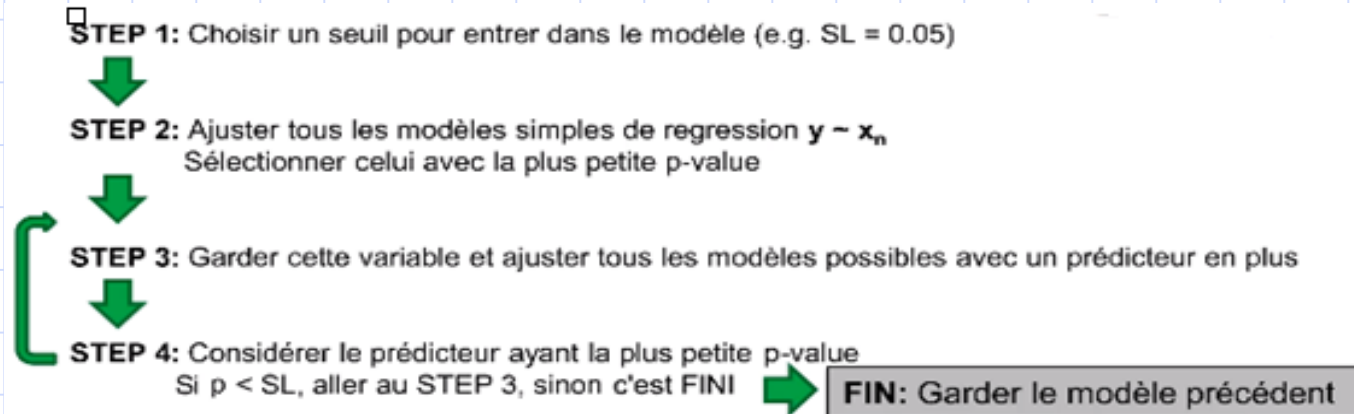 STEP 1: Choisir un seuil pour entrer dans le modèle (e.g. SL = 0.05)
STEP 2: Ajuster tous les modèles simples de regression y ~ xₙ
Sélectionner celui avec la plus petite p-value
STEP 3: Garder cette variable et ajuster tous les modèles possibles avec un prédicteur en plus
STEP 4: Considérer le prédicteur ayant la plus petite p-value
Si p < SL, aller au STEP 3, sinon c'est FINI
FIN: Garder le modèle précédent